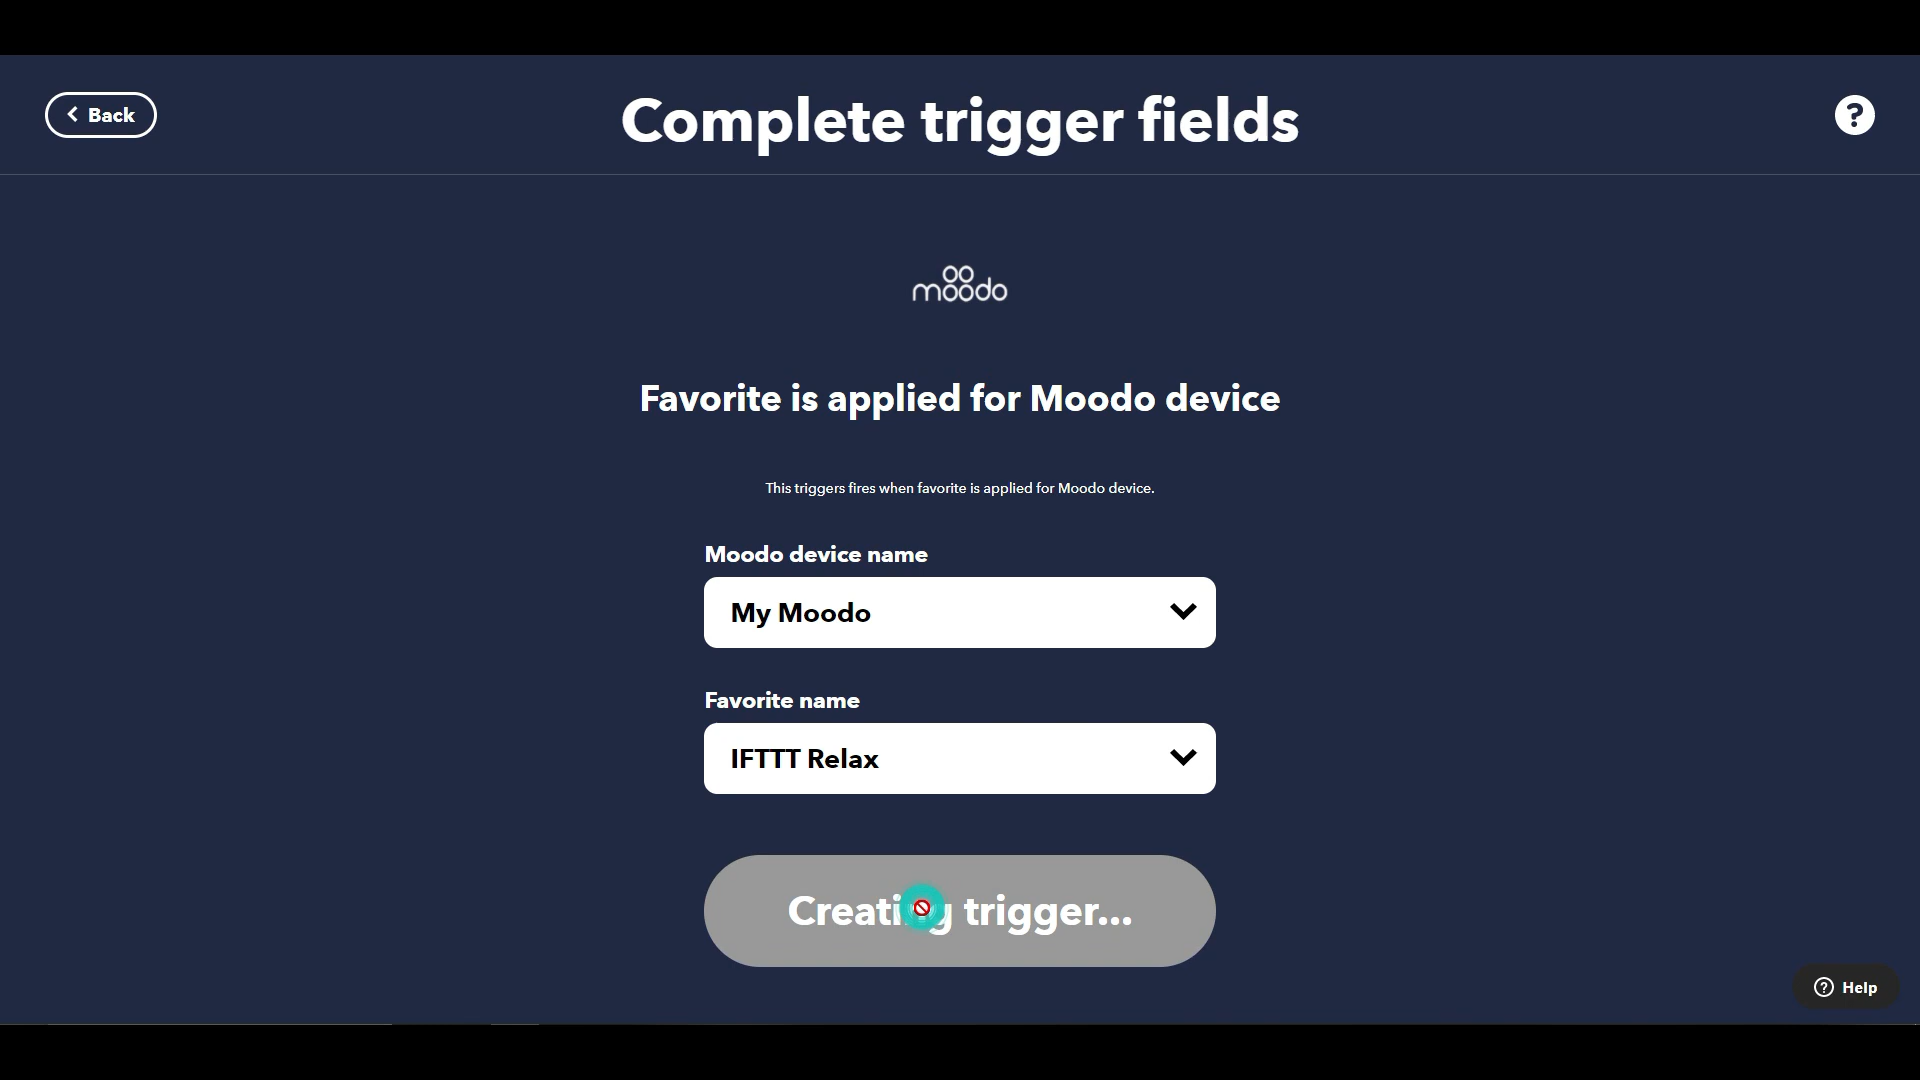 Back
Complete trigger fields
?
moodo
Favorite is applied for Moodo device
This triggers fires when favorite is applied for Moodo device.
Moodo device name
My Moodo
Favorite name
IFTTT Relax
Creating trigger...
? Help